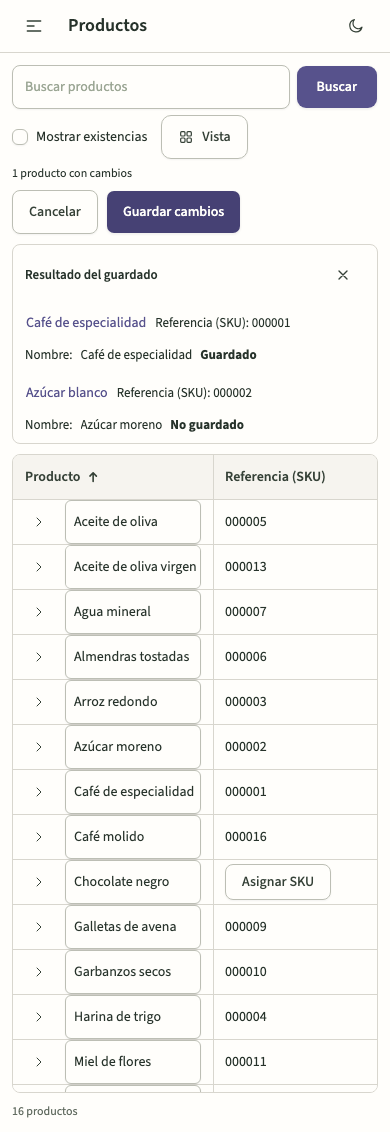 Productos
Buscar productos
Buscar
Mostrar existencias
Vista
1 producto con cambios
Cancelar
Guardar cambios
Resultado del guardado
Café de especialidad Referencia (SKU): 000001
Nombre: Café de especialidad Guardado
Azúcar blanco Referencia (SKU): 000002
Nombre: Azúcar moreno No guardado
Producto ↑ Referencia (SKU)
Aceite de oliva 000005
Aceite de oliva virgen 000013
Agua mineral 000007
Almendras tostadas 000006
Arroz redondo 000003
Azúcar moreno 000002
Café de especialidad 000001
Café molido 000016
Chocolate negro Asignar SKU
Galletas de avena 000009
Garbanzos secos 000010
Harina de trigo 000004
Miel de flores 000011
16 productos